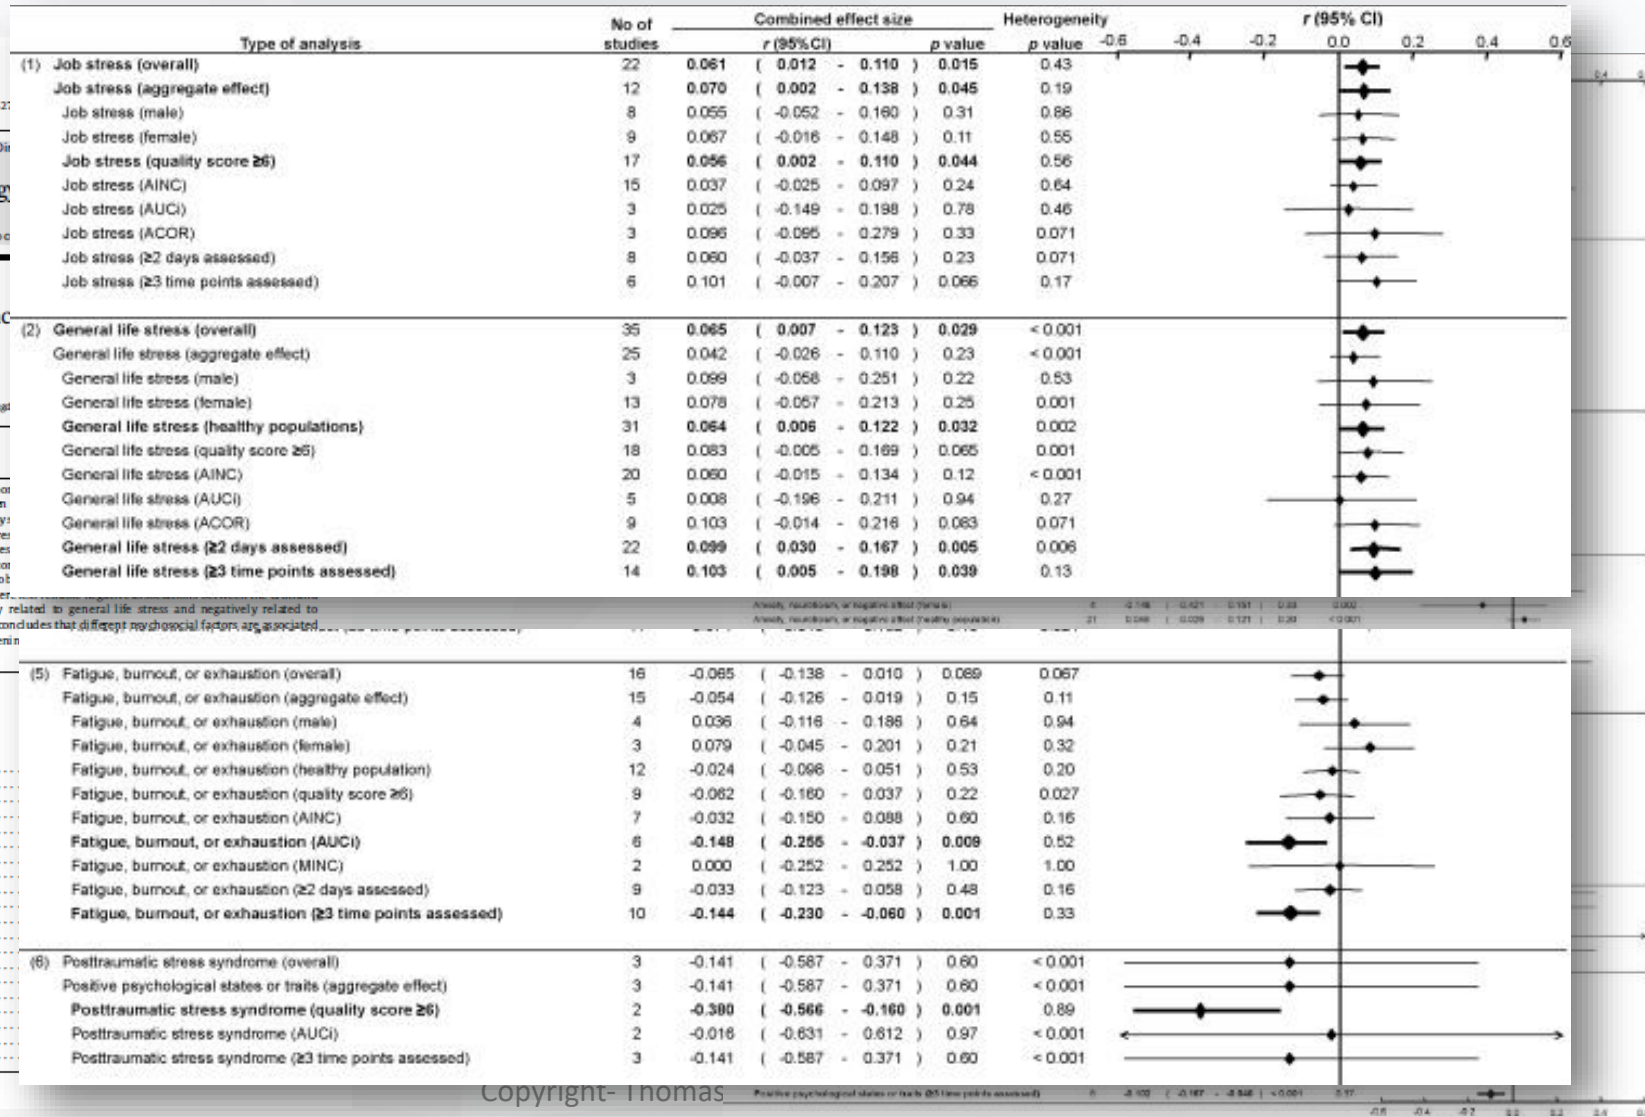 Combined effect size Heterogeneity r (95% CI)
Type of analysis No of studies r (95%CI) p value p value -0.6 -0.4 -0.2 0.0 0.2 0.4 0.6
(1) Job stress (overall) 22 0.061 ( 0.012 - 0.110 ) 0.015 0.43
Job stress (aggregate effect) 12 0.070 ( 0.002 - 0.138 ) 0.045 0.19
Job stress (male) 8 0.055 ( -0.052 - 0.160 ) 0.31 0.86
Job stress (female) 9 0.067 ( -0.016 - 0.148 ) 0.11 0.55
Job stress (quality score ≥6) 17 0.056 ( 0.002 - 0.110 ) 0.044 0.56
Job stress (AINC) 15 0.037 ( -0.025 - 0.097 ) 0.24 0.64
Job stress (AUCi) 3 0.025 ( -0.149 - 0.198 ) 0.78 0.46
Job stress (ACOR) 3 0.096 ( -0.095 - 0.279 ) 0.33 0.071
Job stress (≥2 days assessed) 8 0.060 ( -0.037 - 0.156 ) 0.23 0.071
Job stress (≥3 time points assessed) 6 0.101 ( -0.007 - 0.207 ) 0.066 0.17
(2) General life stress (overall) 35 0.065 ( 0.007 - 0.123 ) 0.029 < 0.001
General life stress (aggregate effect) 25 0.042 ( -0.026 - 0.110 ) 0.23 < 0.001
General life stress (male) 3 0.099 ( -0.058 - 0.251 ) 0.22 0.53
General life stress (female) 13 0.078 ( -0.057 - 0.213 ) 0.25 0.001
General life stress (healthy populations) 31 0.064 ( 0.006 - 0.122 ) 0.032 0.002
General life stress (quality score ≥6) 18 0.083 ( -0.005 - 0.169 ) 0.065 0.001
General life stress (AINC) 20 0.060 ( -0.015 - 0.134 ) 0.12 < 0.001
General life stress (AUCi) 5 0.008 ( -0.196 - 0.211 ) 0.94 0.27
General life stress (ACOR) 9 0.103 ( -0.014 - 0.216 ) 0.083 0.071
General life stress (≥2 days assessed) 22 0.099 ( 0.030 - 0.167 ) 0.005 0.006
General life stress (≥3 time points assessed) 14 0.103 ( 0.005 - 0.198 ) 0.039 0.13
related to general life stress and negatively related to
concludes that different psychosocial factors are associated
(5) Fatigue, burnout, or exhaustion (overall) 16 -0.065 ( -0.138 - 0.010 ) 0.089 0.067
Fatigue, burnout, or exhaustion (aggregate effect) 15 -0.054 ( -0.126 - 0.019 ) 0.15 0.11
Fatigue, burnout, or exhaustion (male) 4 0.036 ( -0.116 - 0.186 ) 0.64 0.94
Fatigue, burnout, or exhaustion (female) 3 0.079 ( -0.045 - 0.201 ) 0.21 0.32
Fatigue, burnout, or exhaustion (healthy population) 12 -0.024 ( -0.098 - 0.051 ) 0.53 0.20
Fatigue, burnout, or exhaustion (quality score ≥6) 9 -0.062 ( -0.160 - 0.037 ) 0.22 0.027
Fatigue, burnout, or exhaustion (AINC) 7 -0.032 ( -0.150 - 0.088 ) 0.60 0.16
Fatigue, burnout, or exhaustion (AUCi) 6 -0.148 ( -0.256 - -0.037 ) 0.009 0.52
Fatigue, burnout, or exhaustion (MINC) 2 0.000 ( -0.252 - 0.252 ) 1.00 1.00
Fatigue, burnout, or exhaustion (≥2 days assessed) 9 -0.033 ( -0.123 - 0.058 ) 0.48 0.16
Fatigue, burnout, or exhaustion (≥3 time points assessed) 10 -0.144 ( -0.230 - -0.060 ) 0.001 0.33
(6) Posttraumatic stress syndrome (overall) 3 -0.141 ( -0.587 - 0.371 ) 0.60 < 0.001
Positive psychological states or traits (aggregate effect) 3 -0.141 ( -0.587 - 0.371 ) 0.60 < 0.001
Posttraumatic stress syndrome (quality score ≥6) 2 -0.380 ( -0.566 - -0.160 ) 0.001 0.89
Posttraumatic stress syndrome (AUCi) 2 -0.016 ( -0.631 - 0.612 ) 0.97 < 0.001
Posttraumatic stress syndrome (≥3 time points assessed) 3 -0.141 ( -0.587 - 0.371 ) 0.60 < 0.001
Copyright- Thomas
Positive psychological states or traits (≥3 time points assessed)